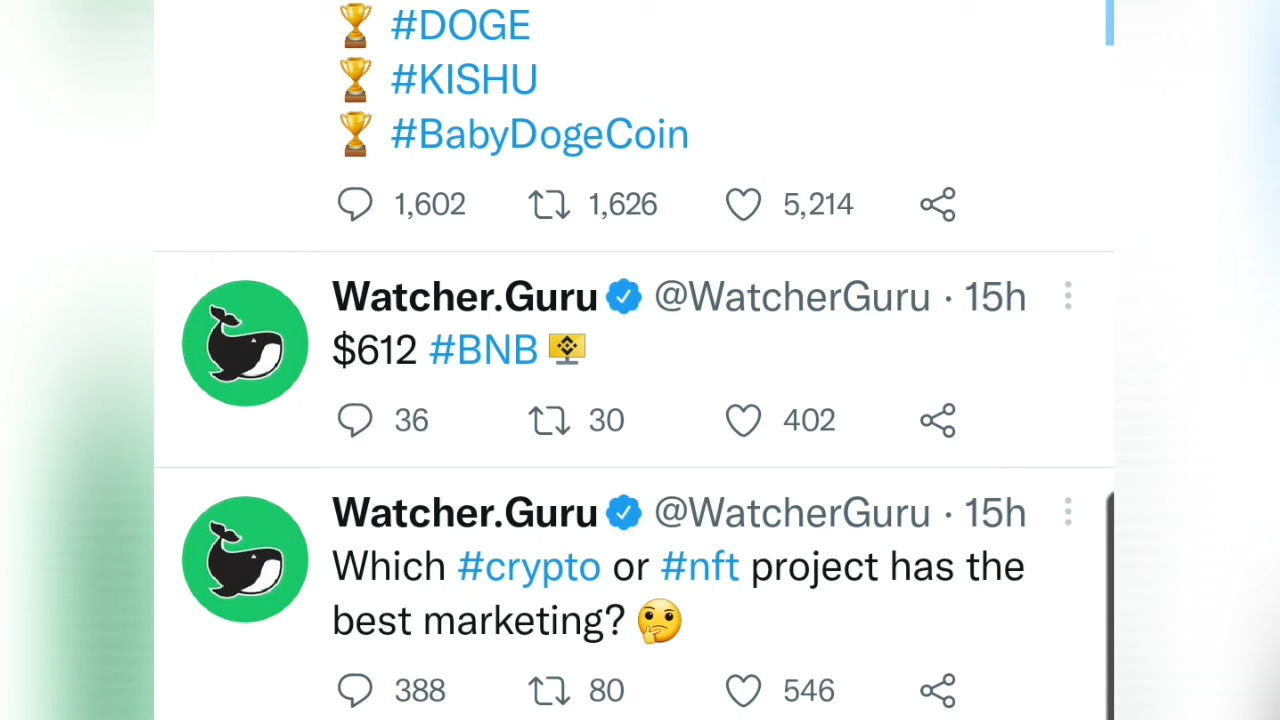 🏆 #DOGE
🏆 #KISHU
🏆 #BabyDogeCoin
1,602 1,626 5,214
Watcher.Guru @WatcherGuru · 15h
$612 #BNB
36 30 402
Watcher.Guru @WatcherGuru · 15h
Which #crypto or #nft project has the
best marketing? 🤔
388 80 546